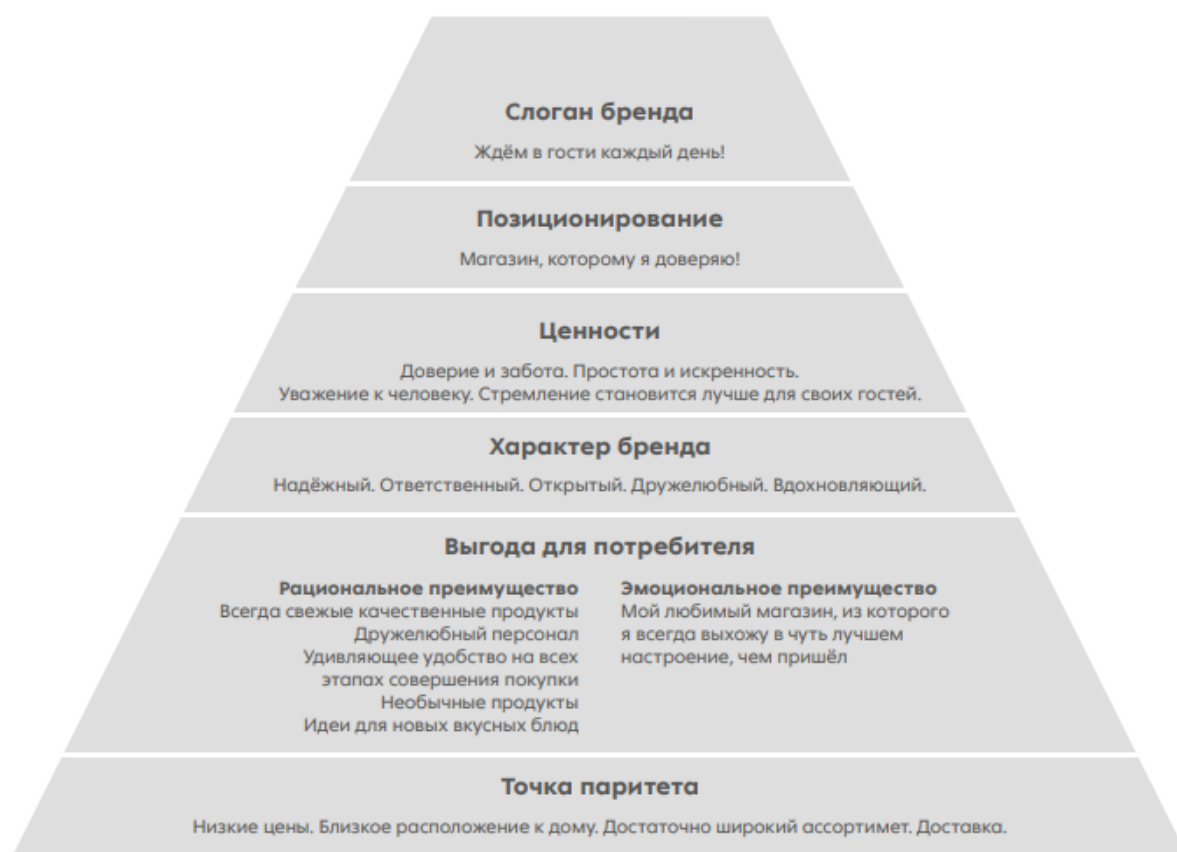 Слоган бренда
Ждём в гости каждый день!
Позиционирование
Магазин, которому я доверяю!
Ценности
Доверие и забота. Простота и искренность.
Уважение к человеку. Стремление становится лучше для своих гостей.
Характер бренда
Надёжный. Ответственный. Открытый. Дружелюбный. Вдохновляющий.
Выгода для потребителя
Рациональное преимущество
Всегда свежые качественные продукты
Дружелюбный персонал
Удивляющее удобство на всех
этапах совершения покупки
Необычные продукты
Идеи для новых вкусных блюд
Эмоциональное преимущество
Мой любимый магазин, из которого
я всегда выхожу в чуть лучшем
настроение, чем пришёл
Точка паритета
Низкие цены. Близкое расположение к дому. Достаточно широкий ассортимет. Доставка.